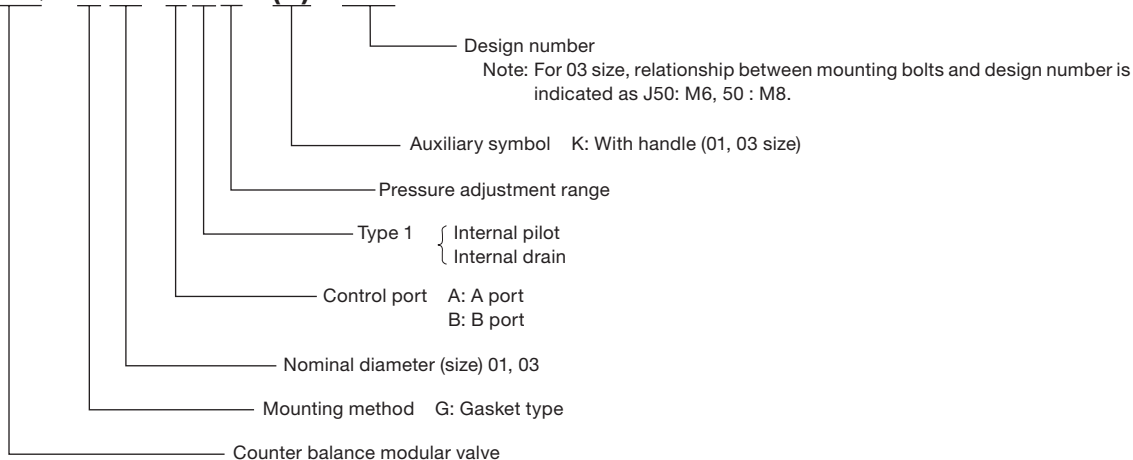 Design number
Note: For 03 size, relationship between mounting bolts and design number is
indicated as J50: M6, 50 : M8.
Auxiliary symbol K: With handle (01, 03 size)
Pressure adjustment range
Type 1 Internal pilot
Internal drain
Control port A: A port
B: B port
Nominal diameter (size) 01, 03
Mounting method G: Gasket type
Counter balance modular valve